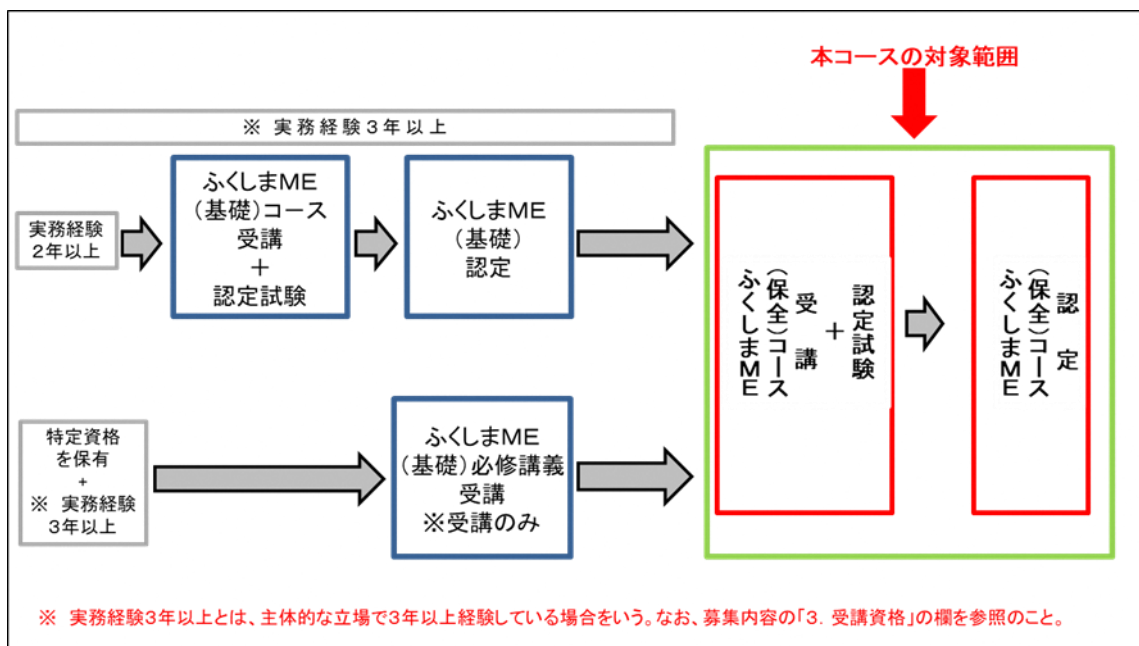 本コースの対象範囲
※ 実務経験3年以上
実務経験
2年以上
ふくしまME
(基礎)コース
受講
+
認定試験
ふくしまME
(基礎)
認定
特定資格
を保有
+
※ 実務経験
3年以上
ふくしまME
(基礎)必修講義
受講
※受講のみ
ふくしまME
(保全)コース
受講
+
認定試験
ふくしまME
(保全)コース
認定
※ 実務経験3年以上とは、主体的な立場で3年以上経験している場合をいう。なお、募集内容の「3. 受講資格」の欄を参照のこと。